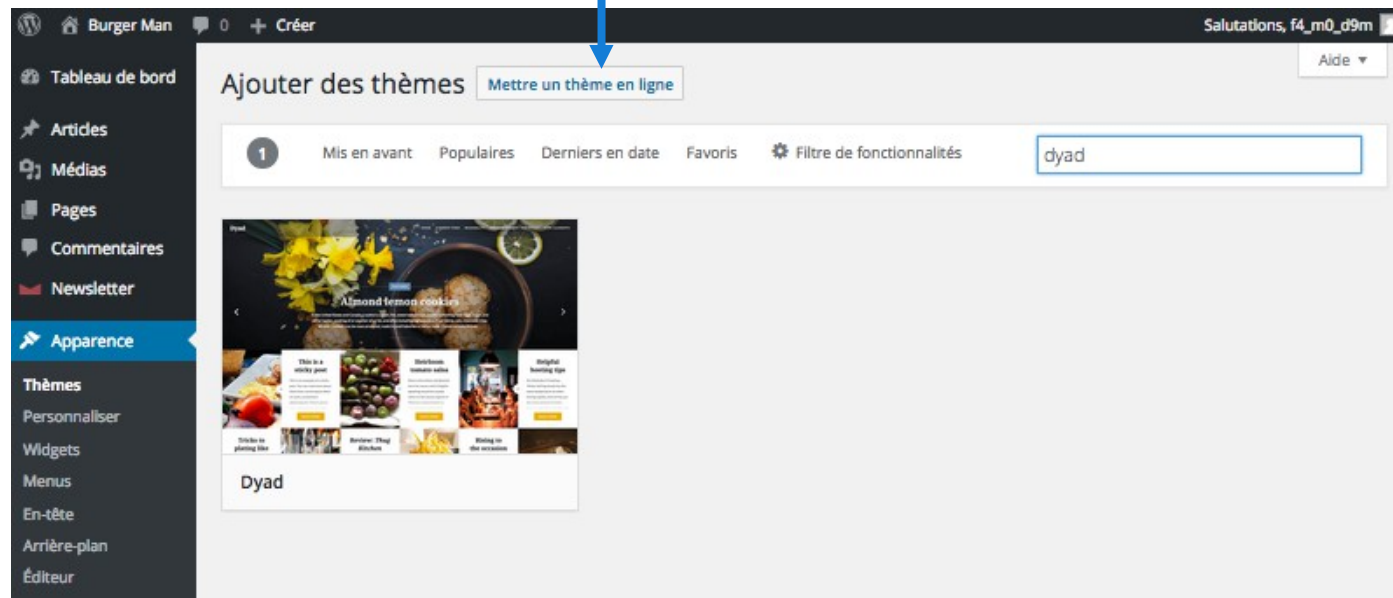 Burger Man 0 + Créer Salutations, f4_m0_d9m
Aide
Tableau de bord
Articles
Médias
Pages
Commentaires
Newsletter
Apparence
Thèmes
Personnaliser
Widgets
Menus
En-tête
Arrière-plan
Éditeur
Ajouter des thèmes Mettre un thème en ligne
1 Mis en avant Populaires Derniers en date Favoris Filtre de fonctionnalités dyad
Dyad
Almond lemon cookies
This is a
sticky post
Heirloom
tomato salsa
Helpful
hosting tips
Tricks to
plating like
Review: Thug
Kitchen
Rising to
the occasion
Dyad